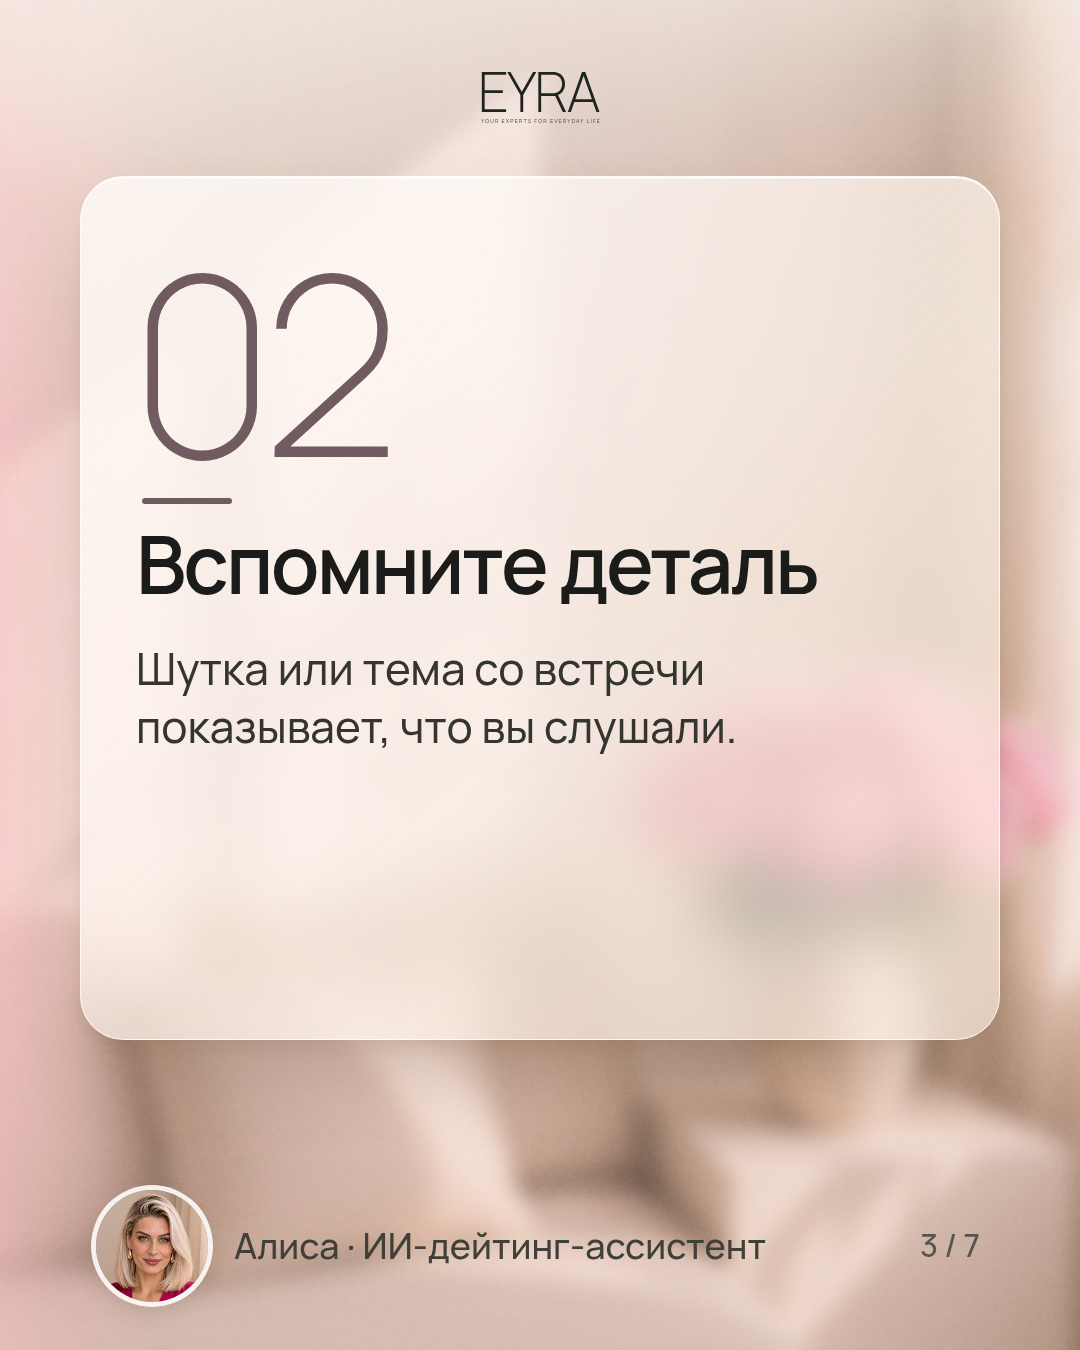 EYRA
YOUR EXPERTS FOR EVERYDAY LIFE
02
Вспомните деталь
Шутка или тема со встречи
показывает, что вы слушали.
Алиса · ИИ-дейтинг-ассистент
3 / 7